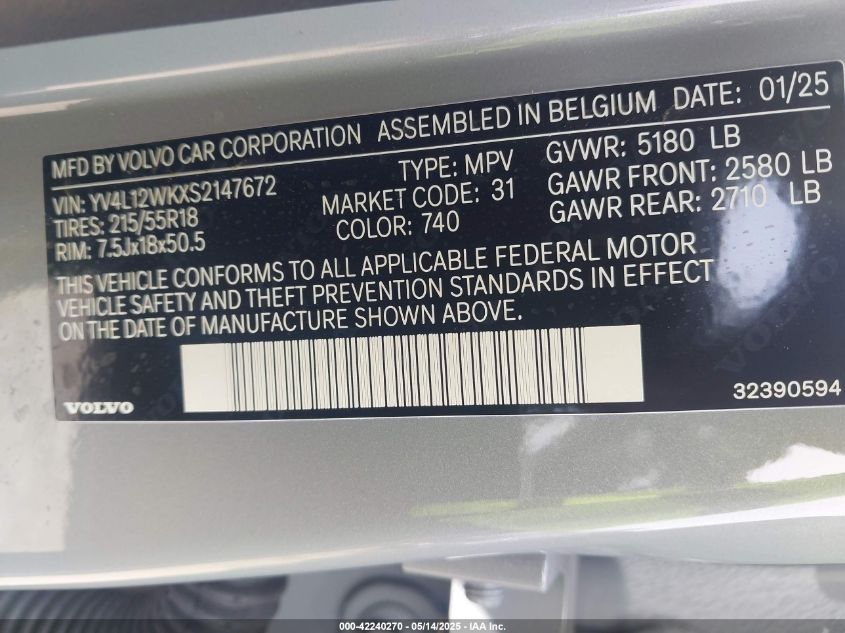 MFD BY VOLVO CAR CORPORATION ASSEMBLED IN BELGIUM DATE: 01/25
VIN: YV4L12WKXS2147672 TYPE: MPV GVWR: 5180 LB
TIRES: 215/55R18 MARKET CODE: 31 GAWR FRONT: 2580 LB
RIM: 7.5Jx18x50.5 COLOR: 740 GAWR REAR: 2710 LB
THIS VEHICLE CONFORMS TO ALL APPLICABLE FEDERAL MOTOR
VEHICLE SAFETY AND THEFT PREVENTION STANDARDS IN EFFECT
ON THE DATE OF MANUFACTURE SHOWN ABOVE.
VOLVO 32390594
000-42240270 - 05/14/2025 - IAA Inc.